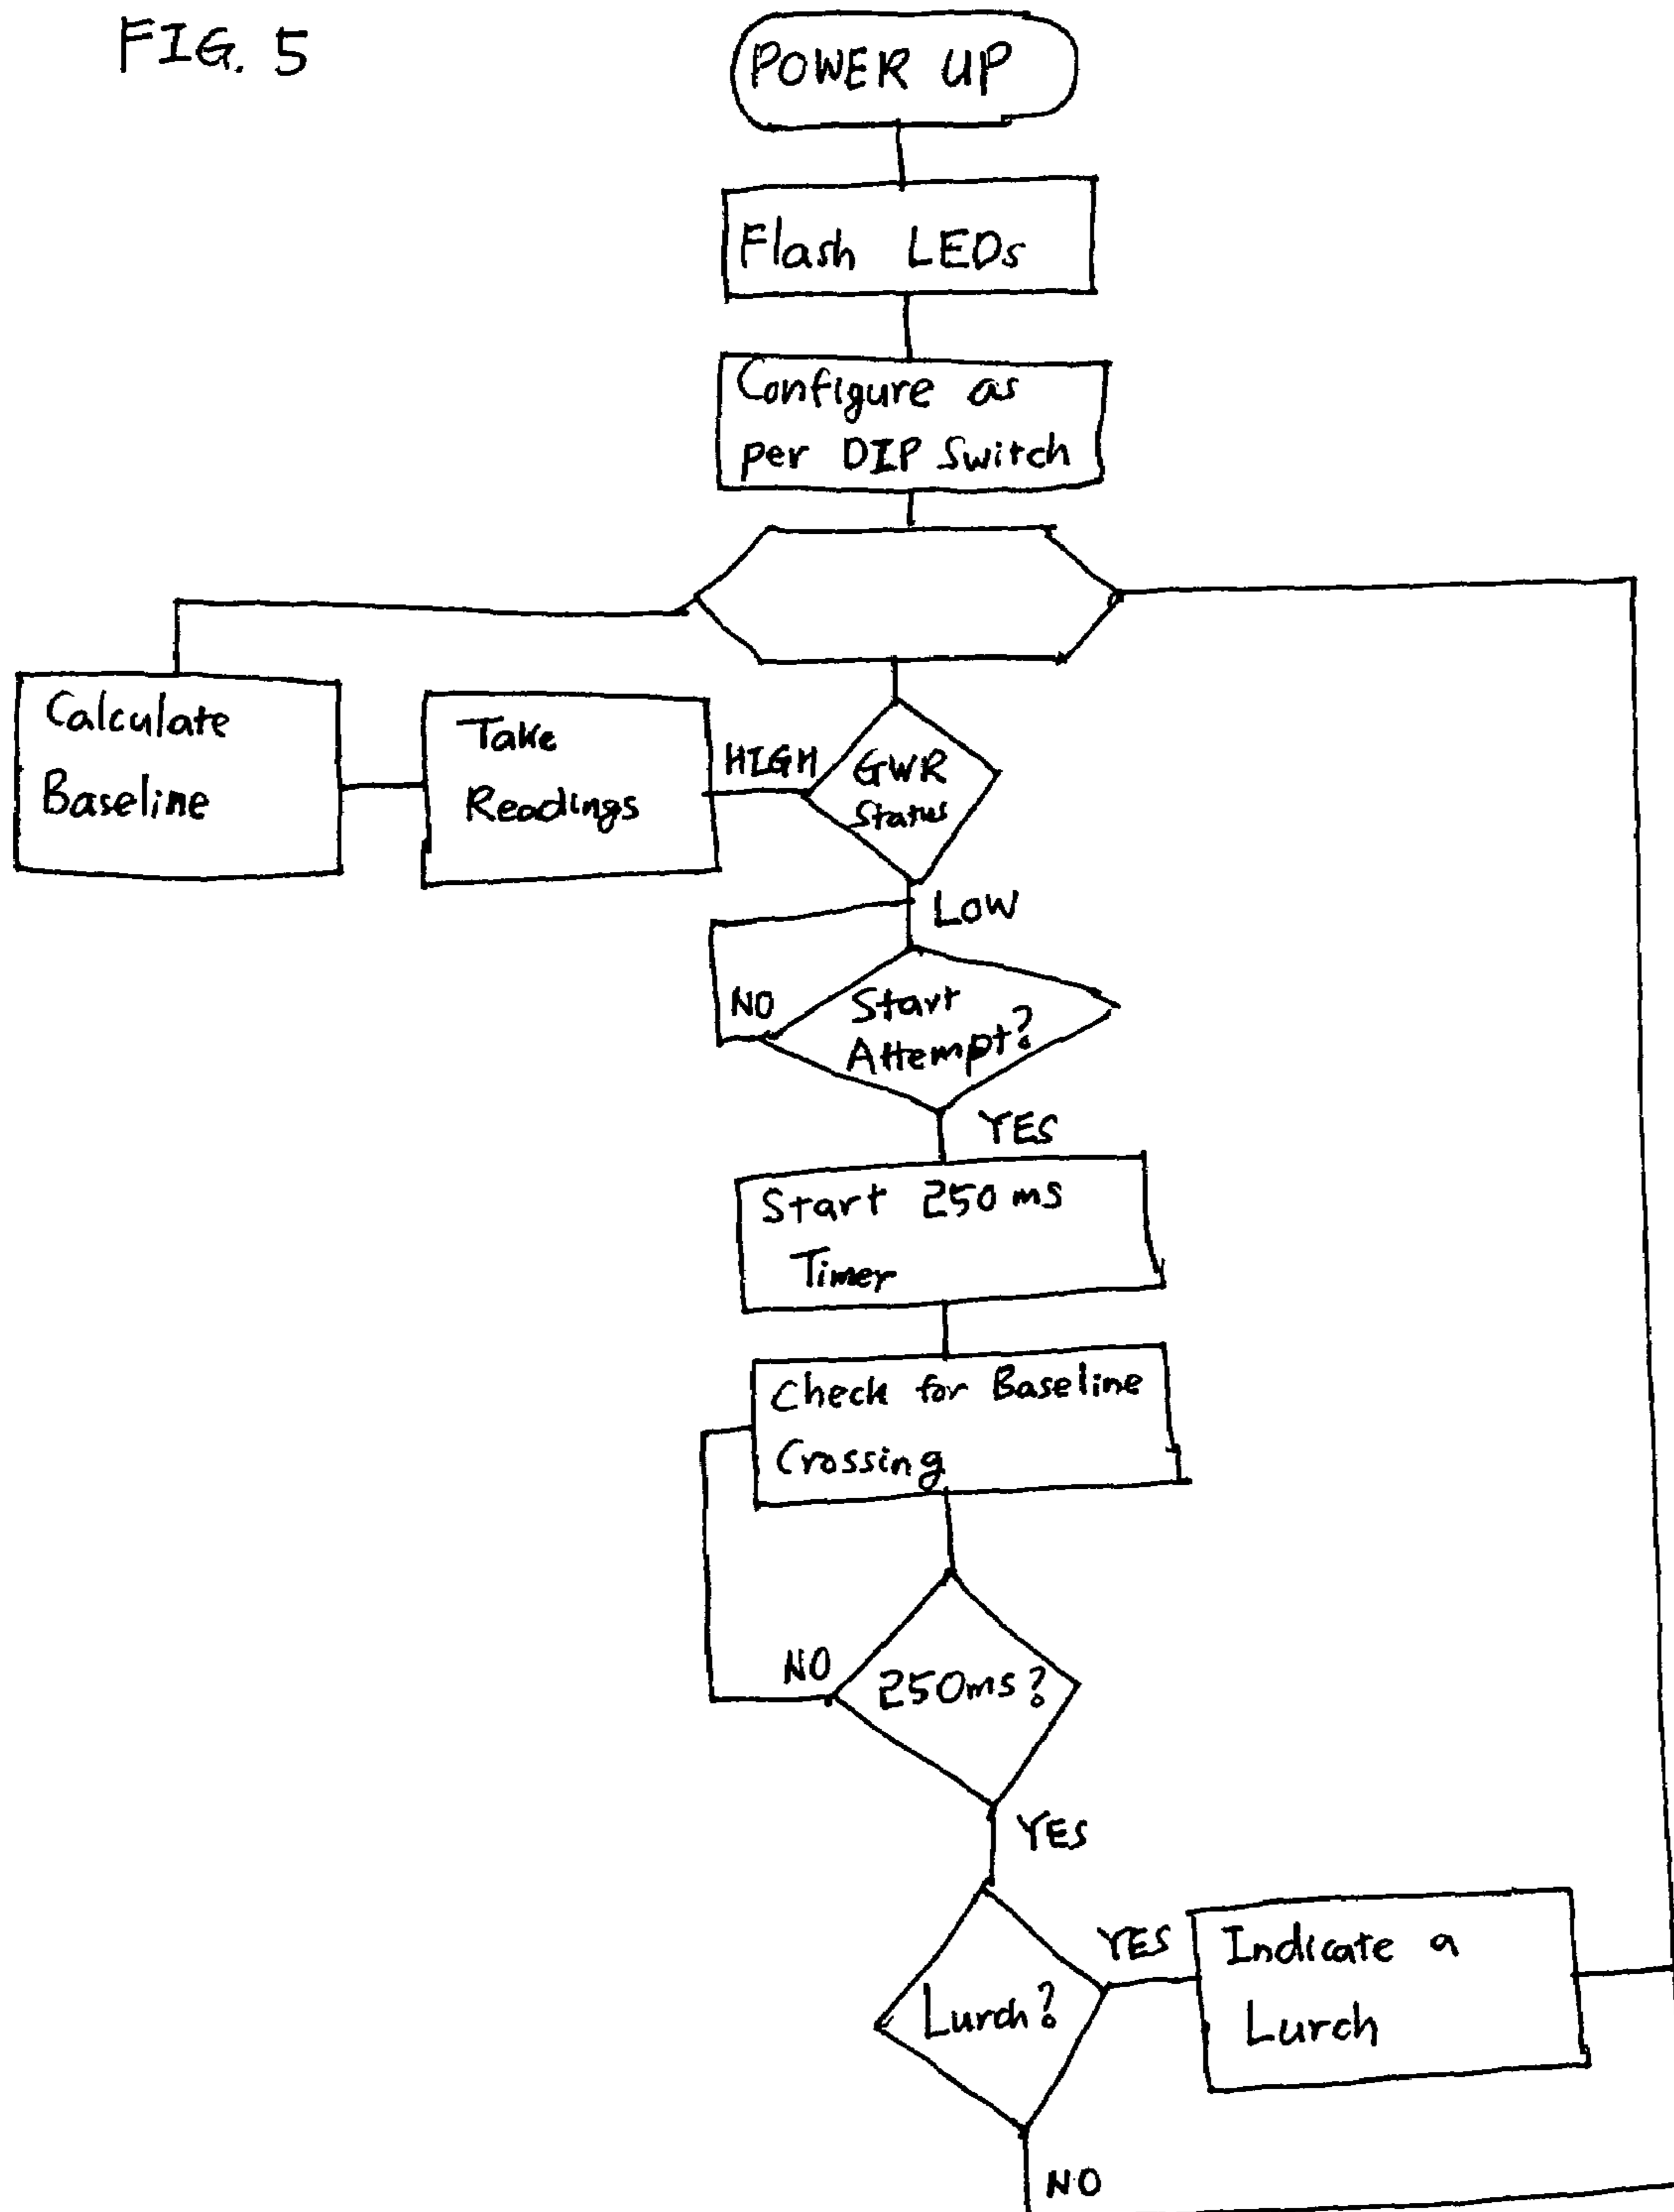 FIG. 5
POWER UP
Flash LEDs
Configure as
per DIP Switch
Calculate
Baseline
Take
Readings
HIGH
GWR
Status
LOW
NO
Start
Attempt?
YES
Start 250 ms
Timer
Check for Baseline
Crossing
NO
250ms?
YES
Lurch?
YES
Indicate a
Lurch
NO